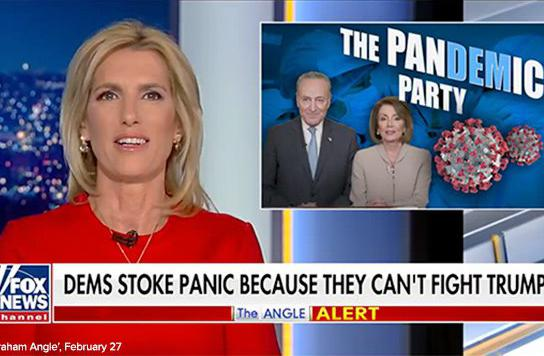 THE PANDEMIC
PARTY
DEMS STOKE PANIC BECAUSE THEY CAN'T FIGHT TRUMP
FOX
NEWS
channel
The ANGLE ALERT
raham Angle', February 27